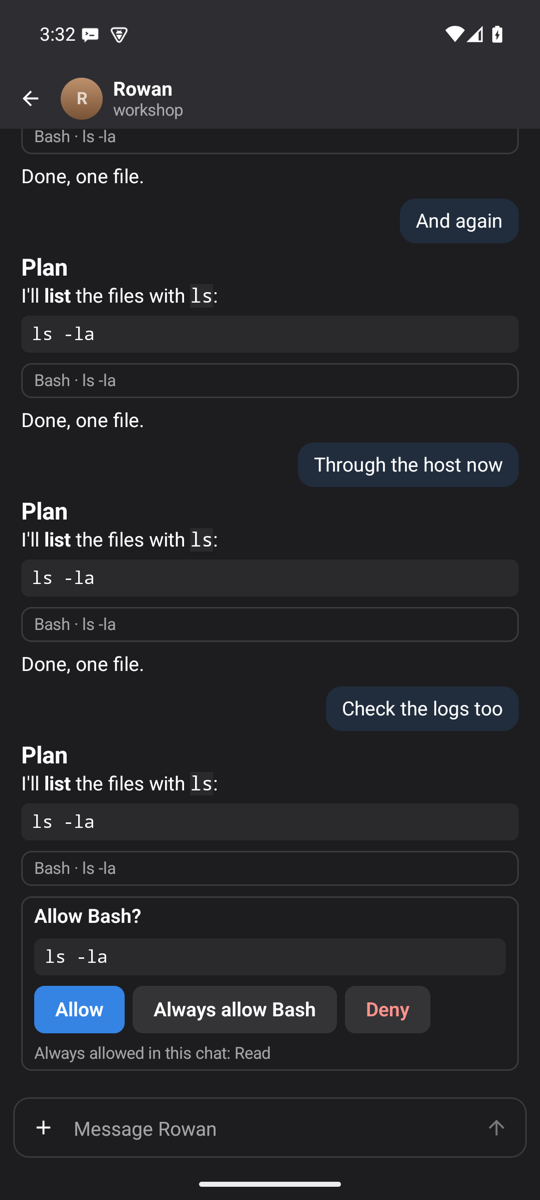 3:32
R
Rowan
workshop
Bash · ls -la
Done, one file.
And again
Plan
I'll list the files with ls:
ls -la
Bash · ls -la
Done, one file.
Through the host now
Plan
I'll list the files with ls:
ls -la
Bash · ls -la
Done, one file.
Check the logs too
Plan
I'll list the files with ls:
ls -la
Bash · ls -la
Allow Bash?
ls -la
Allow Always allow Bash Deny
Always allowed in this chat: Read
Message Rowan